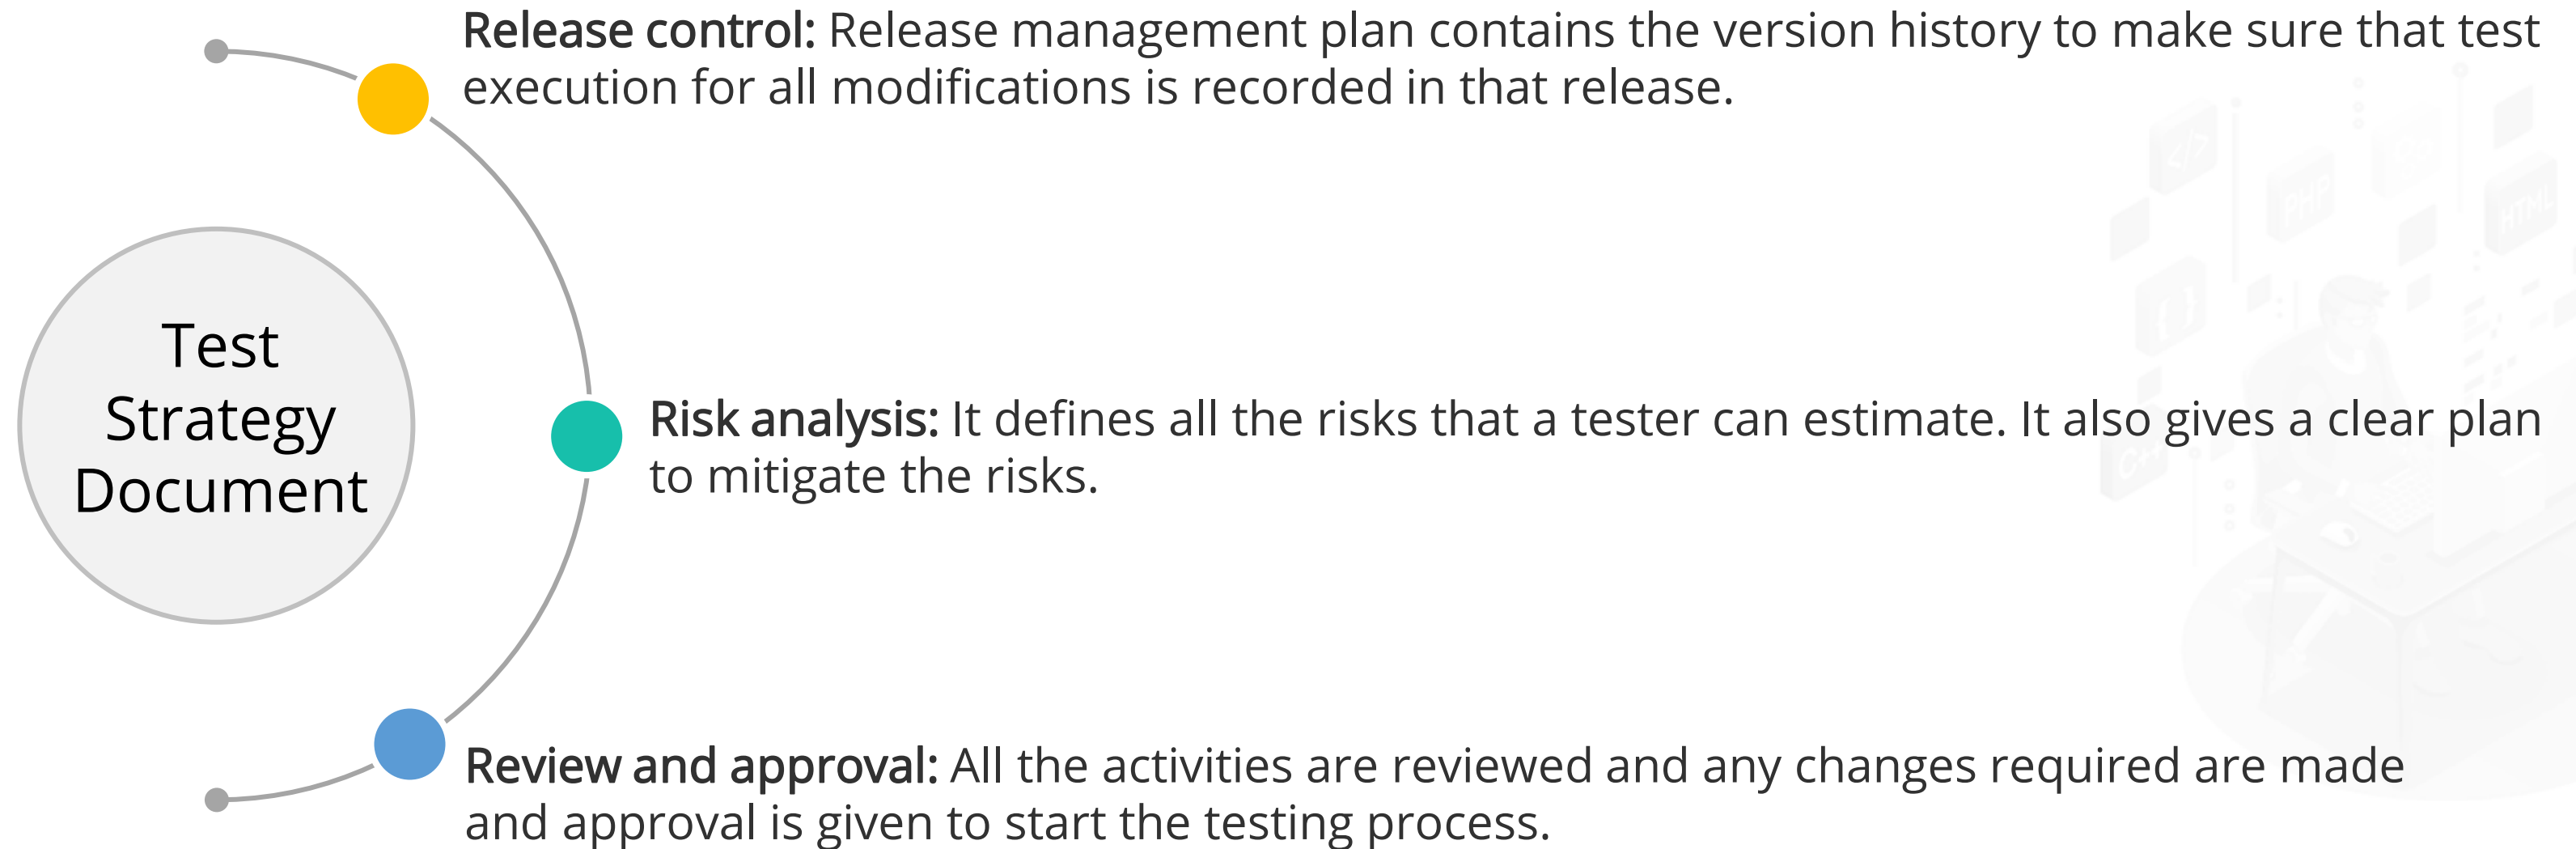 Release control: Release management plan contains the version history to make sure that test
execution for all modifications is recorded in that release.
Test
Strategy
Document
Risk analysis: It defines all the risks that a tester can estimate. It also gives a clear plan
to mitigate the risks.
Review and approval: All the activities are reviewed and any changes required are made
and approval is given to start the testing process.
</>
PHP
HTML
{ }
C++